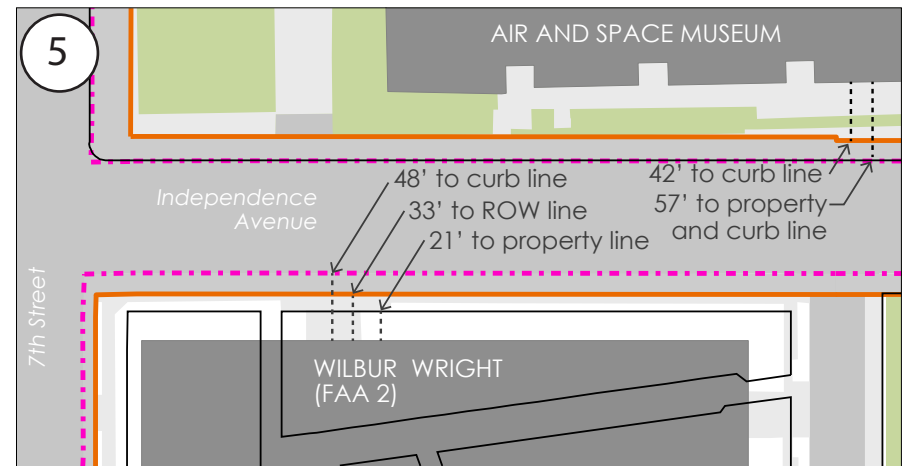 5
AIR AND SPACE MUSEUM
48’ to curb line
33’ to ROW line
21’ to property line
42’ to curb line
57’ to property
and curb line
Independence
Avenue
7th Street
WILBUR WRIGHT
(FAA 2)